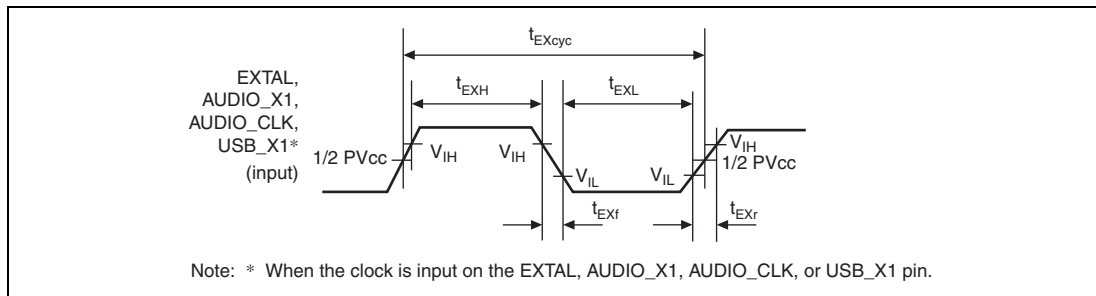 tEXcyc
EXTAL,
AUDIO_X1,
AUDIO_CLK,
USB_X1*
(input)
tEXH
tEXL
1/2 PVcc
VIH
VIH
VIL
VIL
VIH
1/2 PVcc
tEXf
tEXr
Note: * When the clock is input on the EXTAL, AUDIO_X1, AUDIO_CLK, or USB_X1 pin.